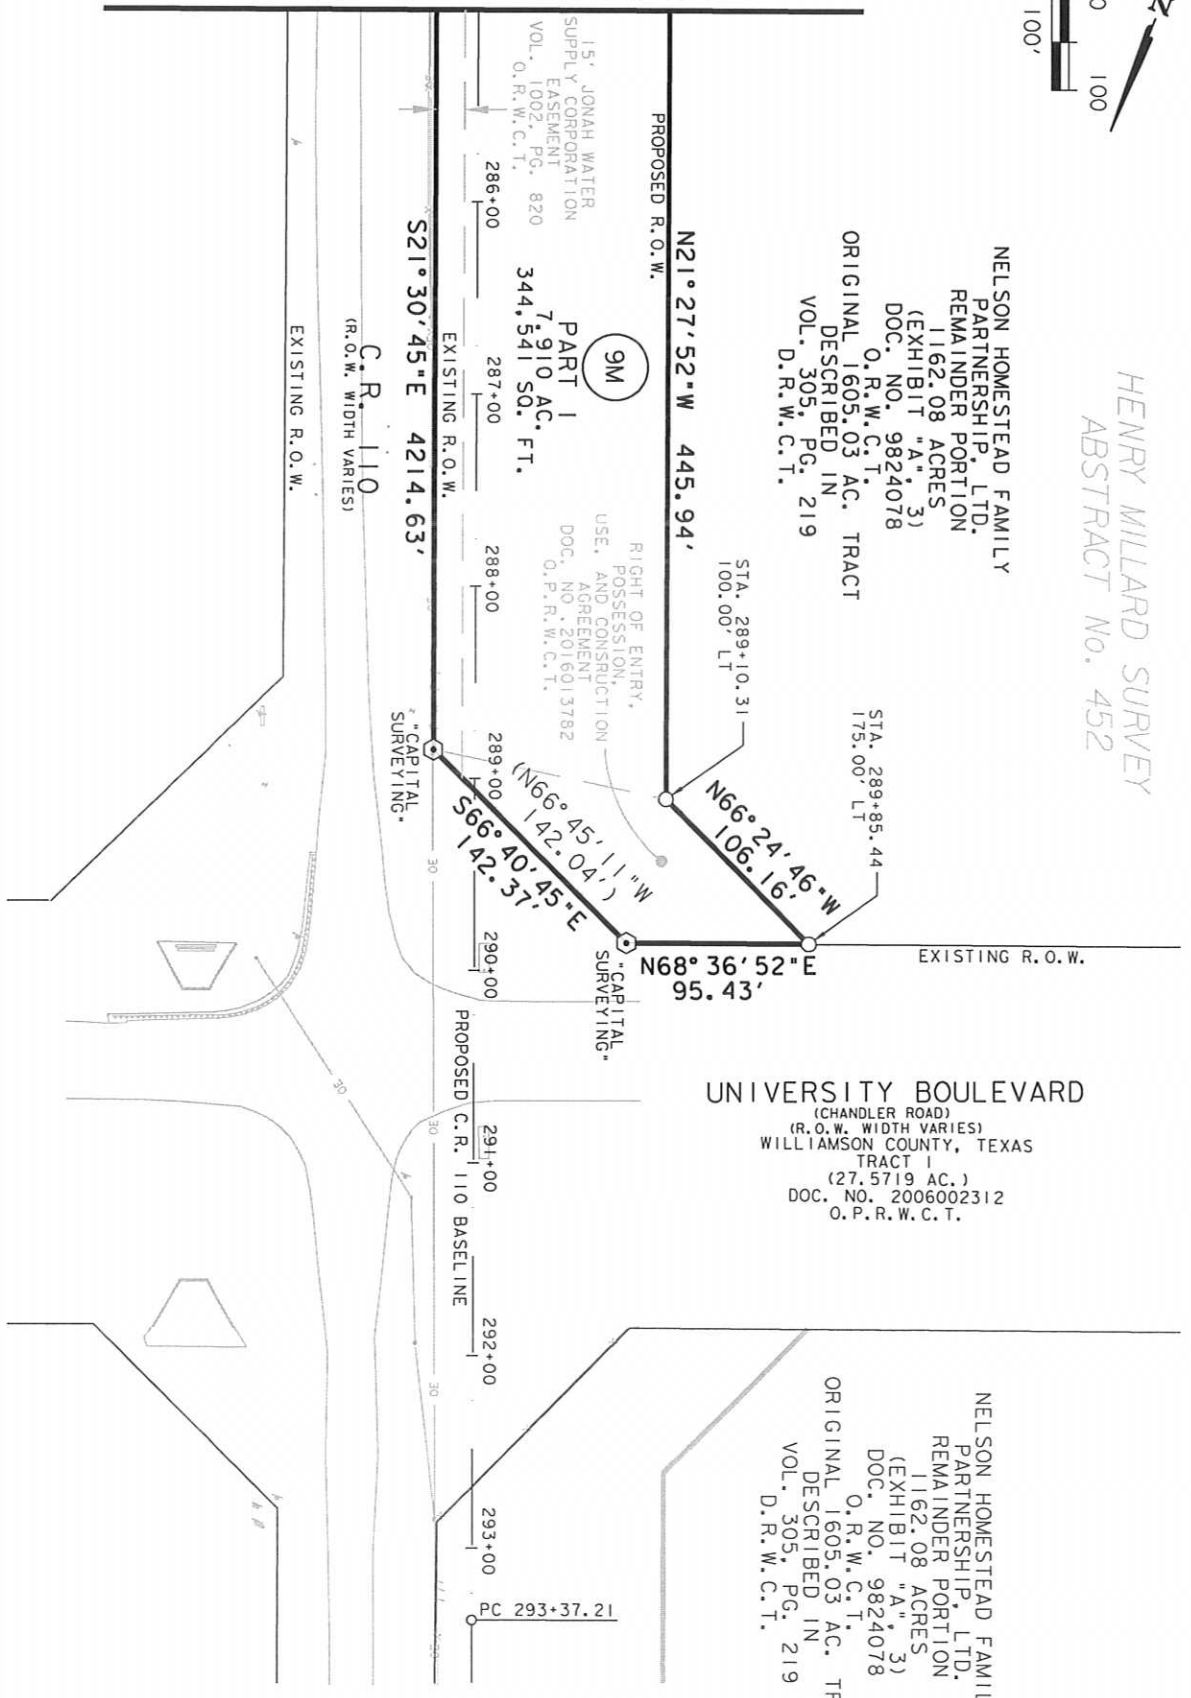 N
0
100
100'
HENRY MILLARD SURVEY
ABSTRACT No. 452
NELSON HOMESTEAD FAMILY
PARTNERSHIP, LTD.
REMAINDER PORTION
1162.08 ACRES
(EXHIBIT "A", 3)
DOC. NO. 9824078
O.R.W.C.T.
ORIGINAL 1605.03 AC. TRACT
DESCRIBED IN
VOL. 305, PG. 219
D.R.W.C.T.
STA. 289+85.44
175.00' LT
STA. 289+10.31
100.00' LT
N66°24'46"W
106.16'
PROPOSED R.O.W.
N21°27'52"W 445.94'
EXISTING R.O.W.
N68°36'52"E
95.43'
RIGHT OF ENTRY,
POSSESSION,
USE, AND CONSRUCTION
AGREEMENT
DOC. NO. 2016013782
O.P.R.W.C.T.
9M
PART 1
7.910 AC.
344,541 SQ. FT.
15' JONAH WATER
SUPPLY CORPORATION
EASEMENT
VOL. 1002, PG. 820
O.R.W.C.T.
(N66°45'11"W
142.04')
S66°40'45"E
142.37'
"CAPITAL
SURVEYING"
286+00
287+00
288+00
289+00
290+00
291+00
292+00
293+00
PC 293+37.21
PROPOSED C.R. 110 BASELINE
EXISTING R.O.W.
S21°30'45"E 4214.63'
"CAPITAL
SURVEYING"
C.R. 110
(R.O.W. WIDTH VARIES)
EXISTING R.O.W.
30
30
30
30
UNIVERSITY BOULEVARD
(CHANDLER ROAD)
(R.O.W. WIDTH VARIES)
WILLIAMSON COUNTY, TEXAS
TRACT 1
(27.5719 AC.)
DOC. NO. 2006002312
O.P.R.W.C.T.
NELSON HOMESTEAD FAMIL
PARTNERSHIP, LTD.
REMAINDER PORTION
1162.08 ACRES
(EXHIBIT "A", 3)
DOC. NO. 9824078
O.R.W.C.T.
ORIGINAL 1605.03 AC. TR
DESCRIBED IN
VOL. 305, PG. 219
D.R.W.C.T.